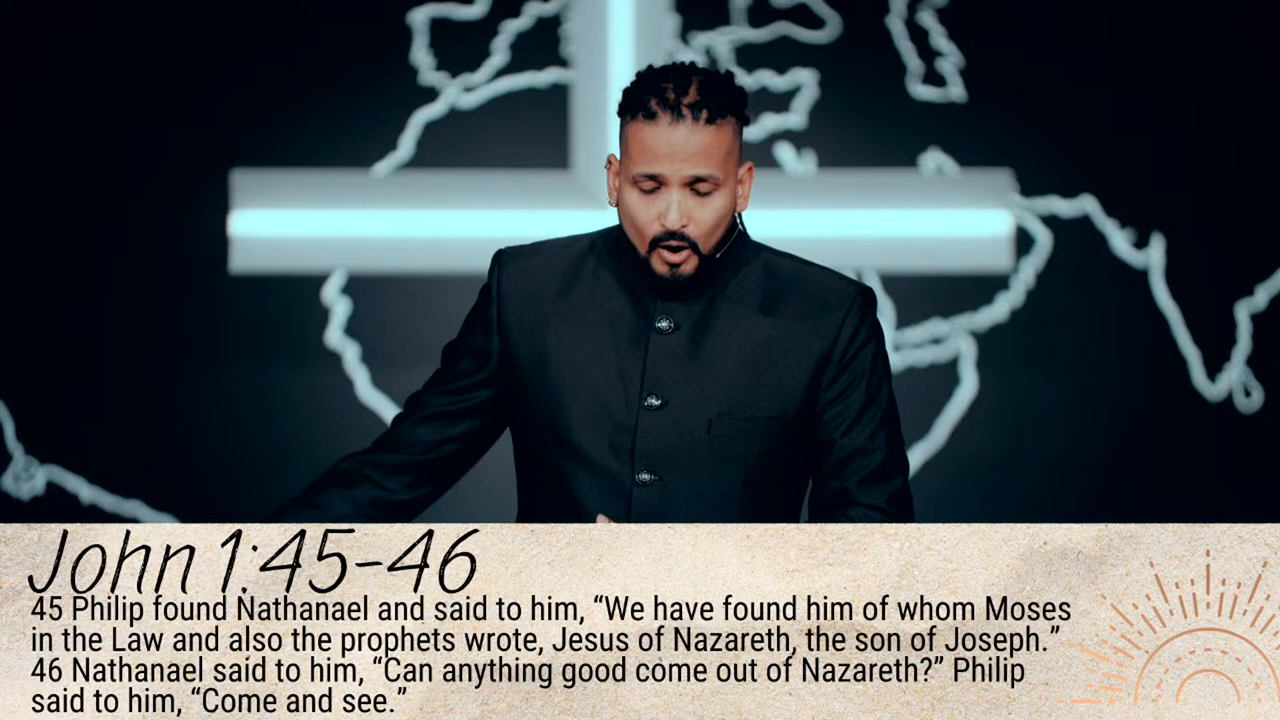 John 1:45-46
45 Philip found Nathanael and said to him, “We have found him of whom Moses
in the Law and also the prophets wrote, Jesus of Nazareth, the son of Joseph.”
46 Nathanael said to him, “Can anything good come out of Nazareth?” Philip
said to him, “Come and see.”